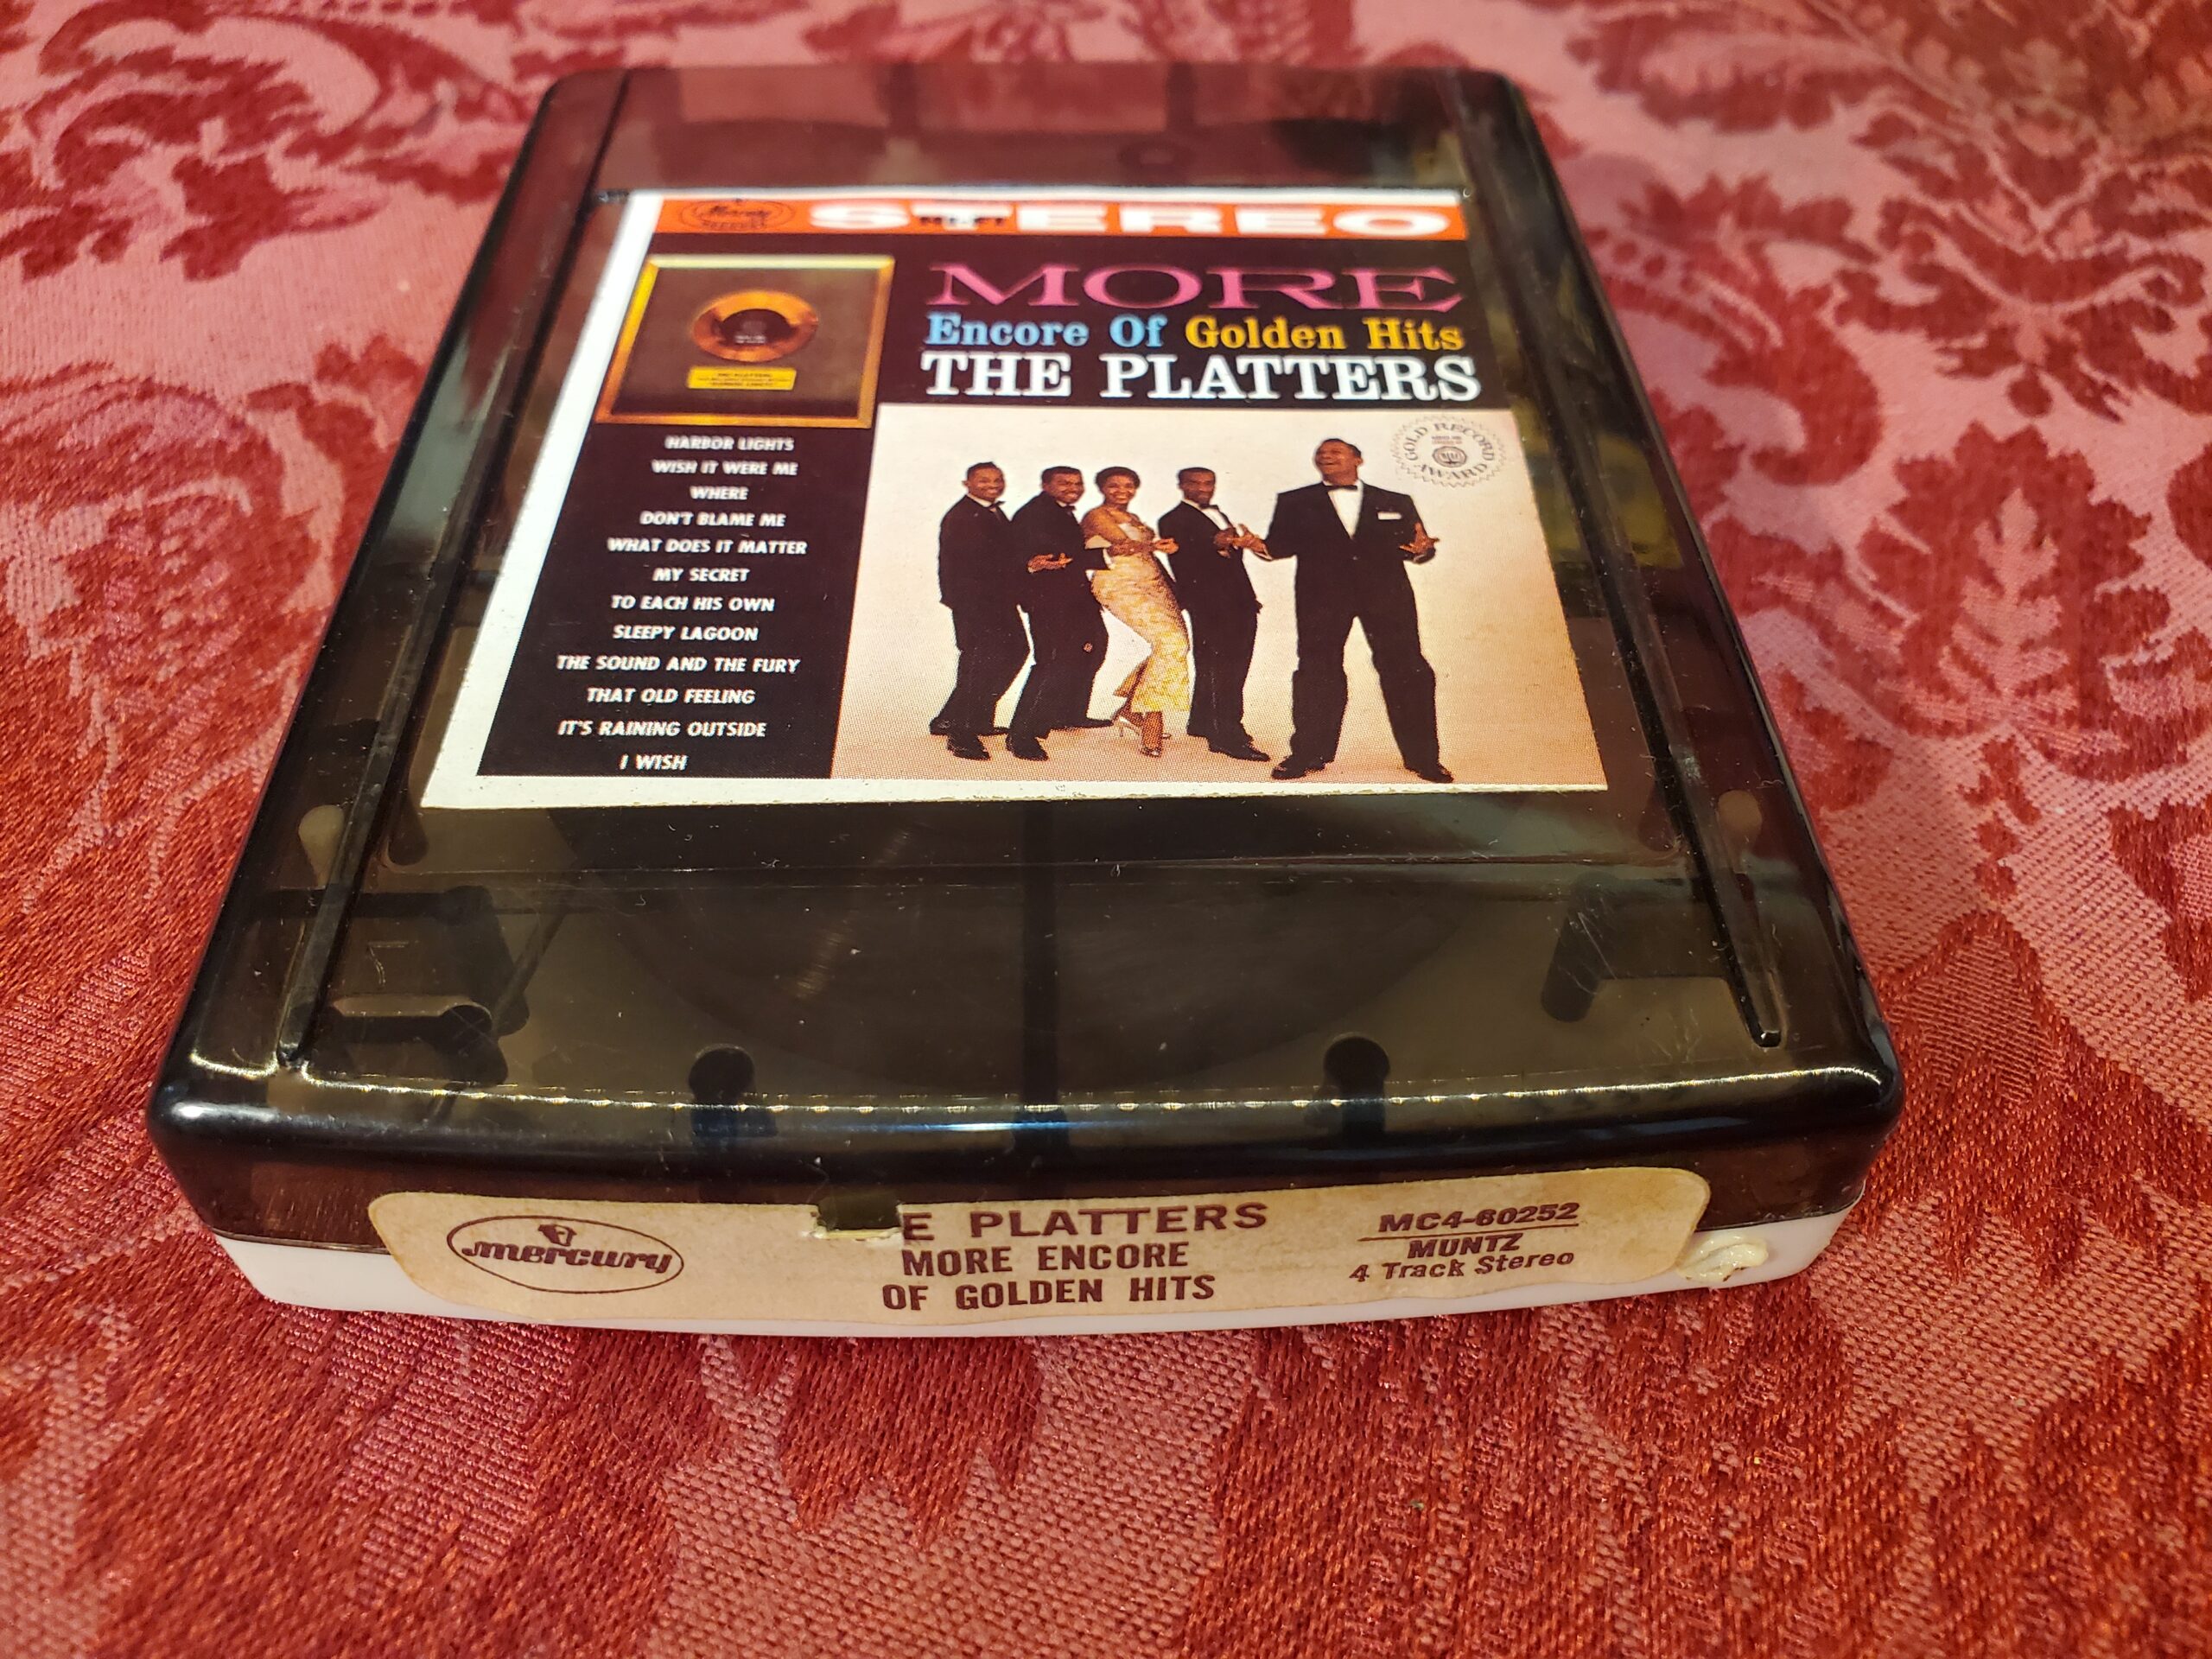 STEREO
HI-FI
MORE
Encore Of Golden Hits
THE PLATTERS
GOLD RECORD
AWARD
HARBOR LIGHTS
WISH IT WERE ME
WHERE
DON'T BLAME ME
WHAT DOES IT MATTER
MY SECRET
TO EACH HIS OWN
SLEEPY LAGOON
THE SOUND AND THE FURY
THAT OLD FEELING
IT'S RAINING OUTSIDE
I WISH
mercury
E PLATTERS
MORE ENCORE
OF GOLDEN HITS
MC4-60252
MUNTZ
4 Track Stereo